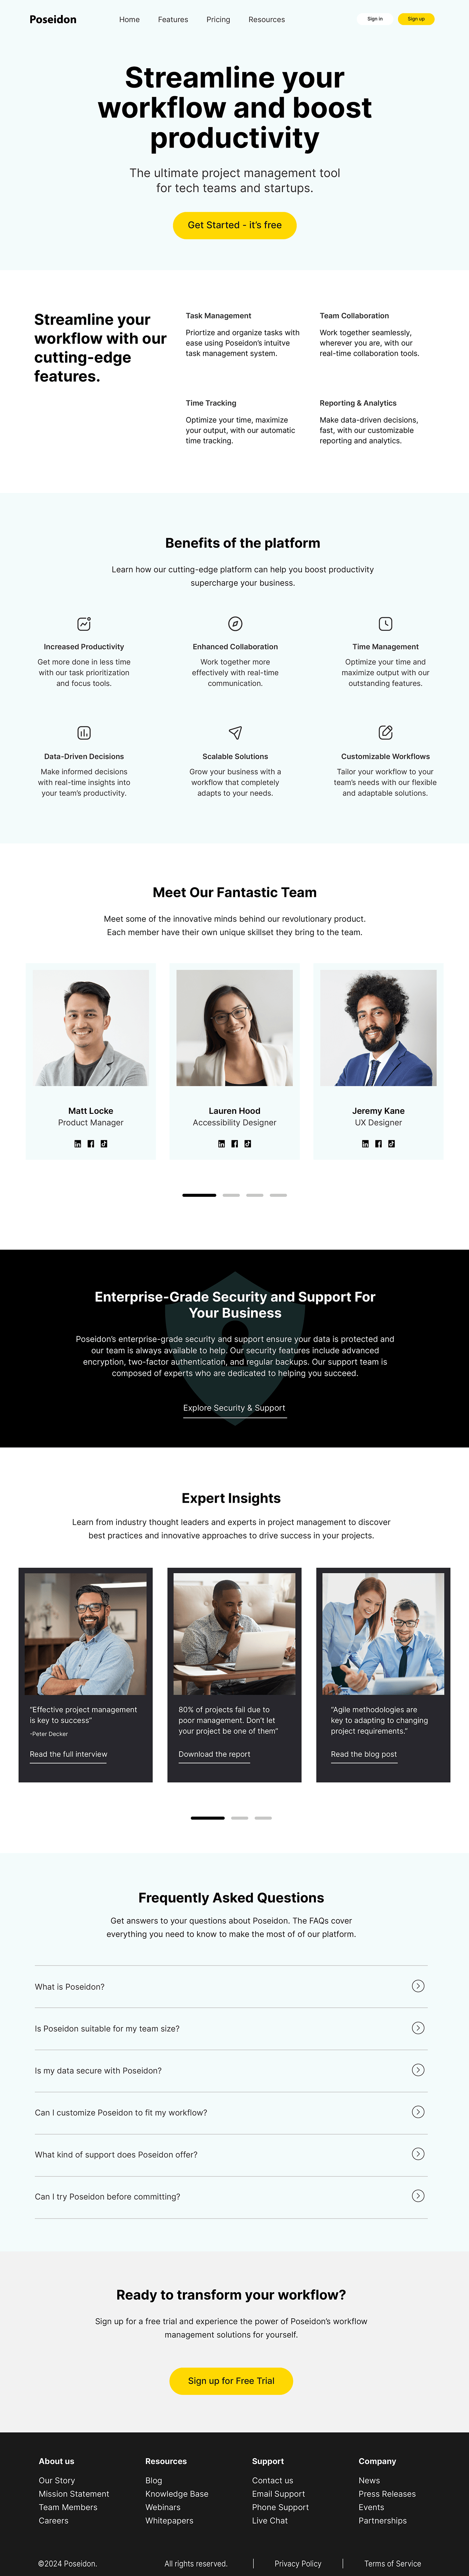 Poseidon
Home
Features
Pricing
Resources
Sign in
Sign up
Streamline your
workflow and boost
productivity
The ultimate project management tool
for tech teams and startups.
Get Started - it's free
Streamline your
workflow with our
cutting-edge
features.
Task Management
Priortize and organize tasks with
ease using Poseidon's intuitve
task management system.
Team Collaboration
Work together seamlessly,
wherever you are, with our
real-time collaboration tools.
Time Tracking
Optimize your time, maximize
your output, with our automatic
time tracking.
Reporting & Analytics
Make data-driven decisions,
fast, with our customizable
reporting and analytics.
Benefits of the platform
Learn how our cutting-edge platform can help you boost productivity
supercharge your business.
Increased Productivity
Get more done in less time
with our task prioritization
and focus tools.
Enhanced Collaboration
Work together more
effectively with real-time
communication.
Time Management
Optimize your time and
maximize output with our
outstanding features.
Data-Driven Decisions
Make informed decisions
with real-time insights into
your team's productivity.
Scalable Solutions
Grow your business with a
workflow that completely
adapts to your needs.
Customizable Workflows
Tailor your workflow to your
team's needs with our flexible
and adaptable solutions.
Meet Our Fantastic Team
Meet some of the innovative minds behind our revolutionary product.
Each member have their own unique skillset they bring to the team.
Matt Locke
Product Manager
Lauren Hood
Accessibility Designer
Jeremy Kane
UX Designer
Enterprise-Grade Security and Support For
Your Business
Poseidon's enterprise-grade security and support ensure your data is protected and
our team is always available to help. Our security features include advanced
encryption, two-factor authentication, and regular backups. Our support team is
composed of experts who are dedicated to helping you succeed.
Explore Security & Support
Expert Insights
Learn from industry thought leaders and experts in project management to discover
best practices and innovative approaches to drive success in your projects.
"Effective project management
is key to success"
-Peter Decker
Read the full interview
80% of projects fail due to
poor management. Don't let
your project be one of them"
Download the report
"Agile methodologies are
key to adapting to changing
project requirements."
Read the blog post
Frequently Asked Questions
Get answers to your questions about Poseidon. The FAQs cover
everything you need to know to make the most of of our platform.
What is Poseidon?
Is Poseidon suitable for my team size?
Is my data secure with Poseidon?
Can I customize Poseidon to fit my workflow?
What kind of support does Poseidon offer?
Can I try Poseidon before committing?
Ready to transform your workflow?
Sign up for a free trial and experience the power of Poseidon's workflow
management solutions for yourself.
Sign up for Free Trial
About us
Our Story
Mission Statement
Team Members
Careers
Resources
Blog
Knowledge Base
Webinars
Whitepapers
Support
Contact us
Email Support
Phone Support
Live Chat
Company
News
Press Releases
Events
Partnerships
©2024 Poseidon.
All rights reserved.
Privacy Policy
Terms of Service